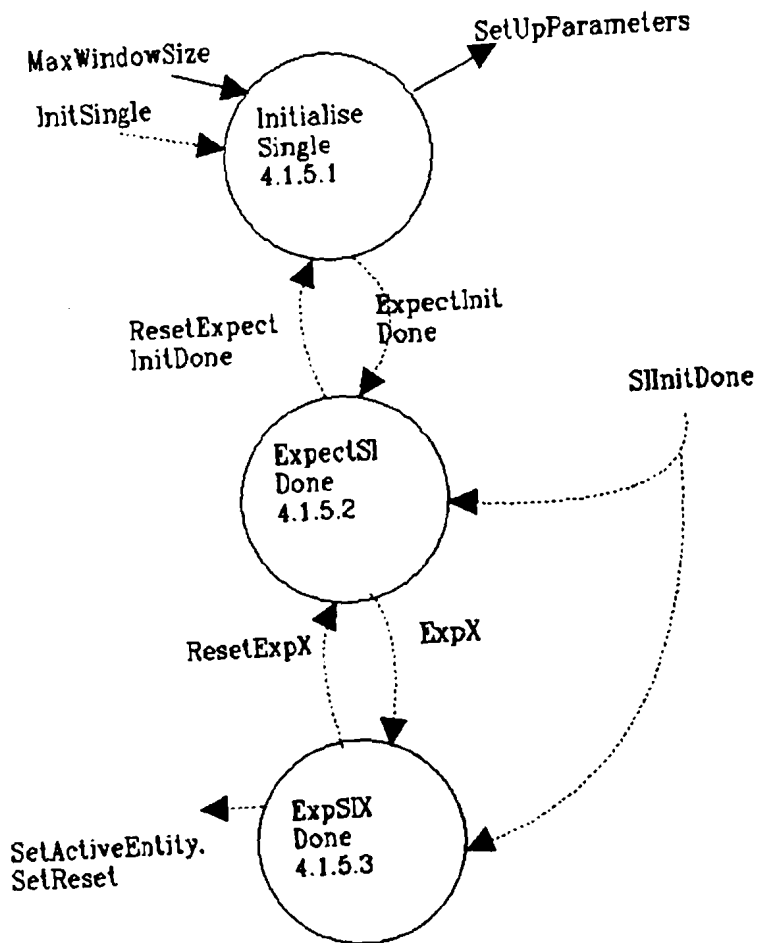 SetUpParameters
MaxWindowSize
InitSingle
Initialise
Single
4.1.5.1
ResetExpect
InitDone
ExpectInit
Done
SIInitDone
ExpectSI
Done
4.1.5.2
ResetExpX
ExpX
ExpSIX
Done
4.1.5.3
SetActiveEntity.
SetReset